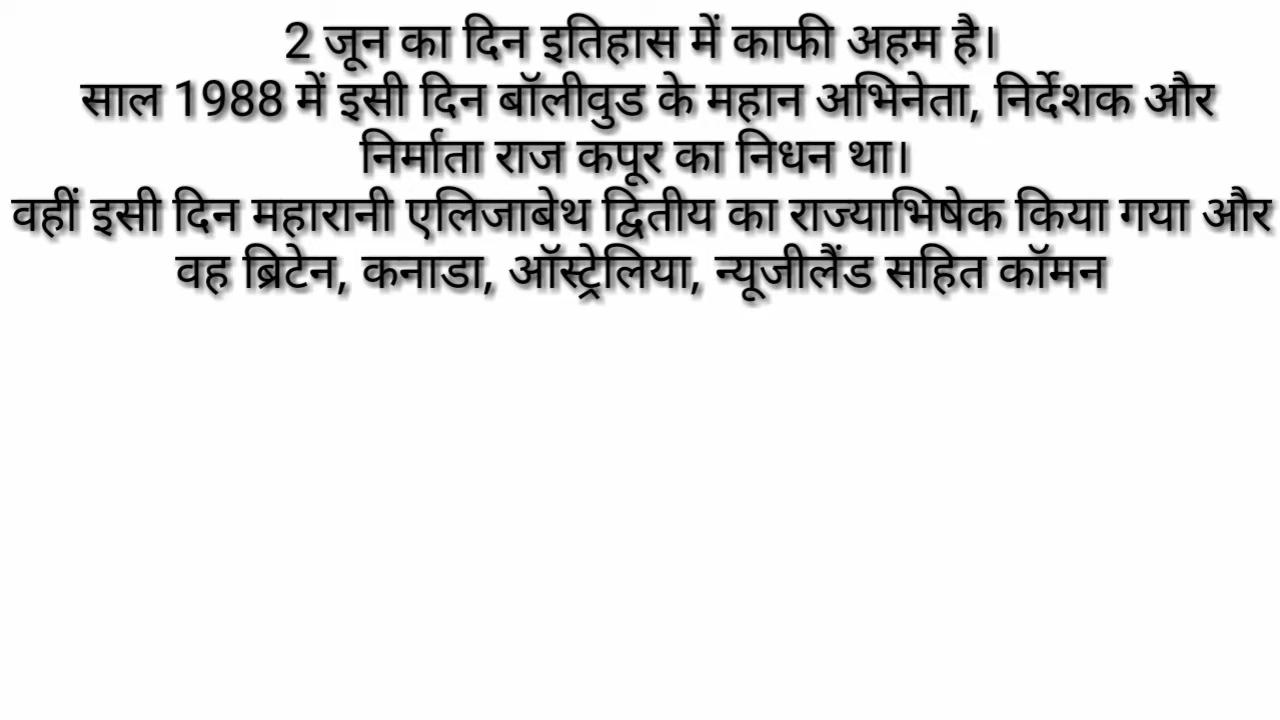 2 जून का दिन इतिहास में काफी अहम है।
साल 1988 में इसी दिन बॉलीवुड के महान अभिनेता, निर्देशक और
निर्माता राज कपूर का निधन था।
वहीं इसी दिन महारानी एलिजाबेथ द्वितीय का राज्याभिषेक किया गया और
वह ब्रिटेन, कनाडा, ऑस्ट्रेलिया, न्यूजीलैंड सहित कॉमन